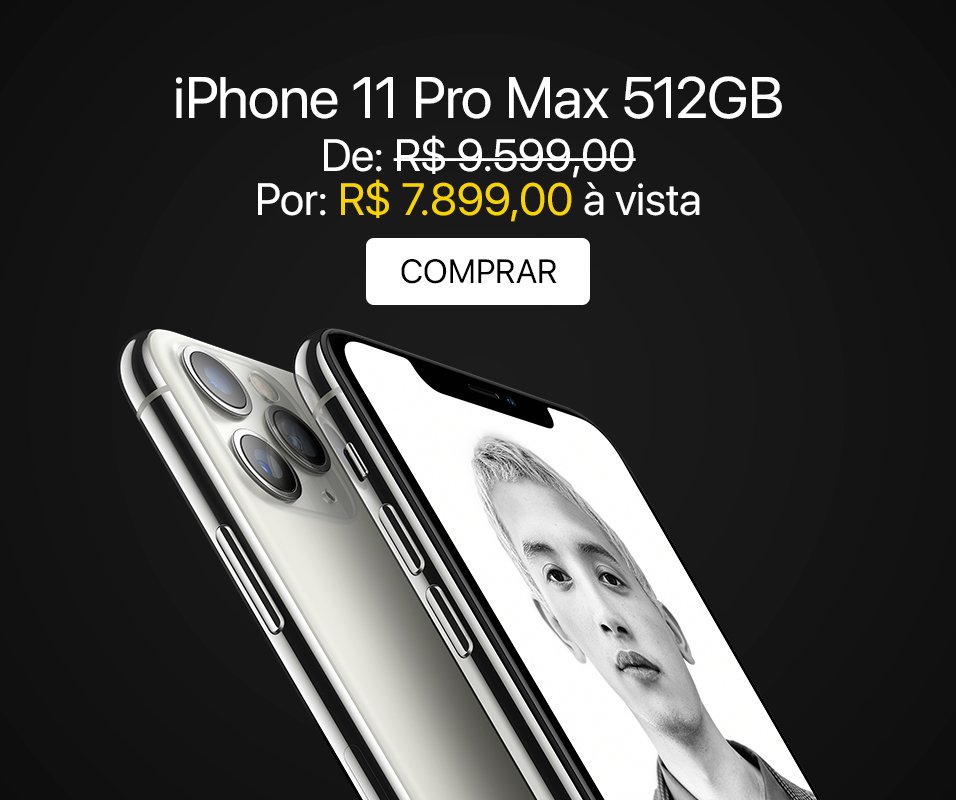 iPhone 11 Pro Max 512GB
De: R$ 9.599,00
Por: R$ 7.899,00 à vista
COMPRAR